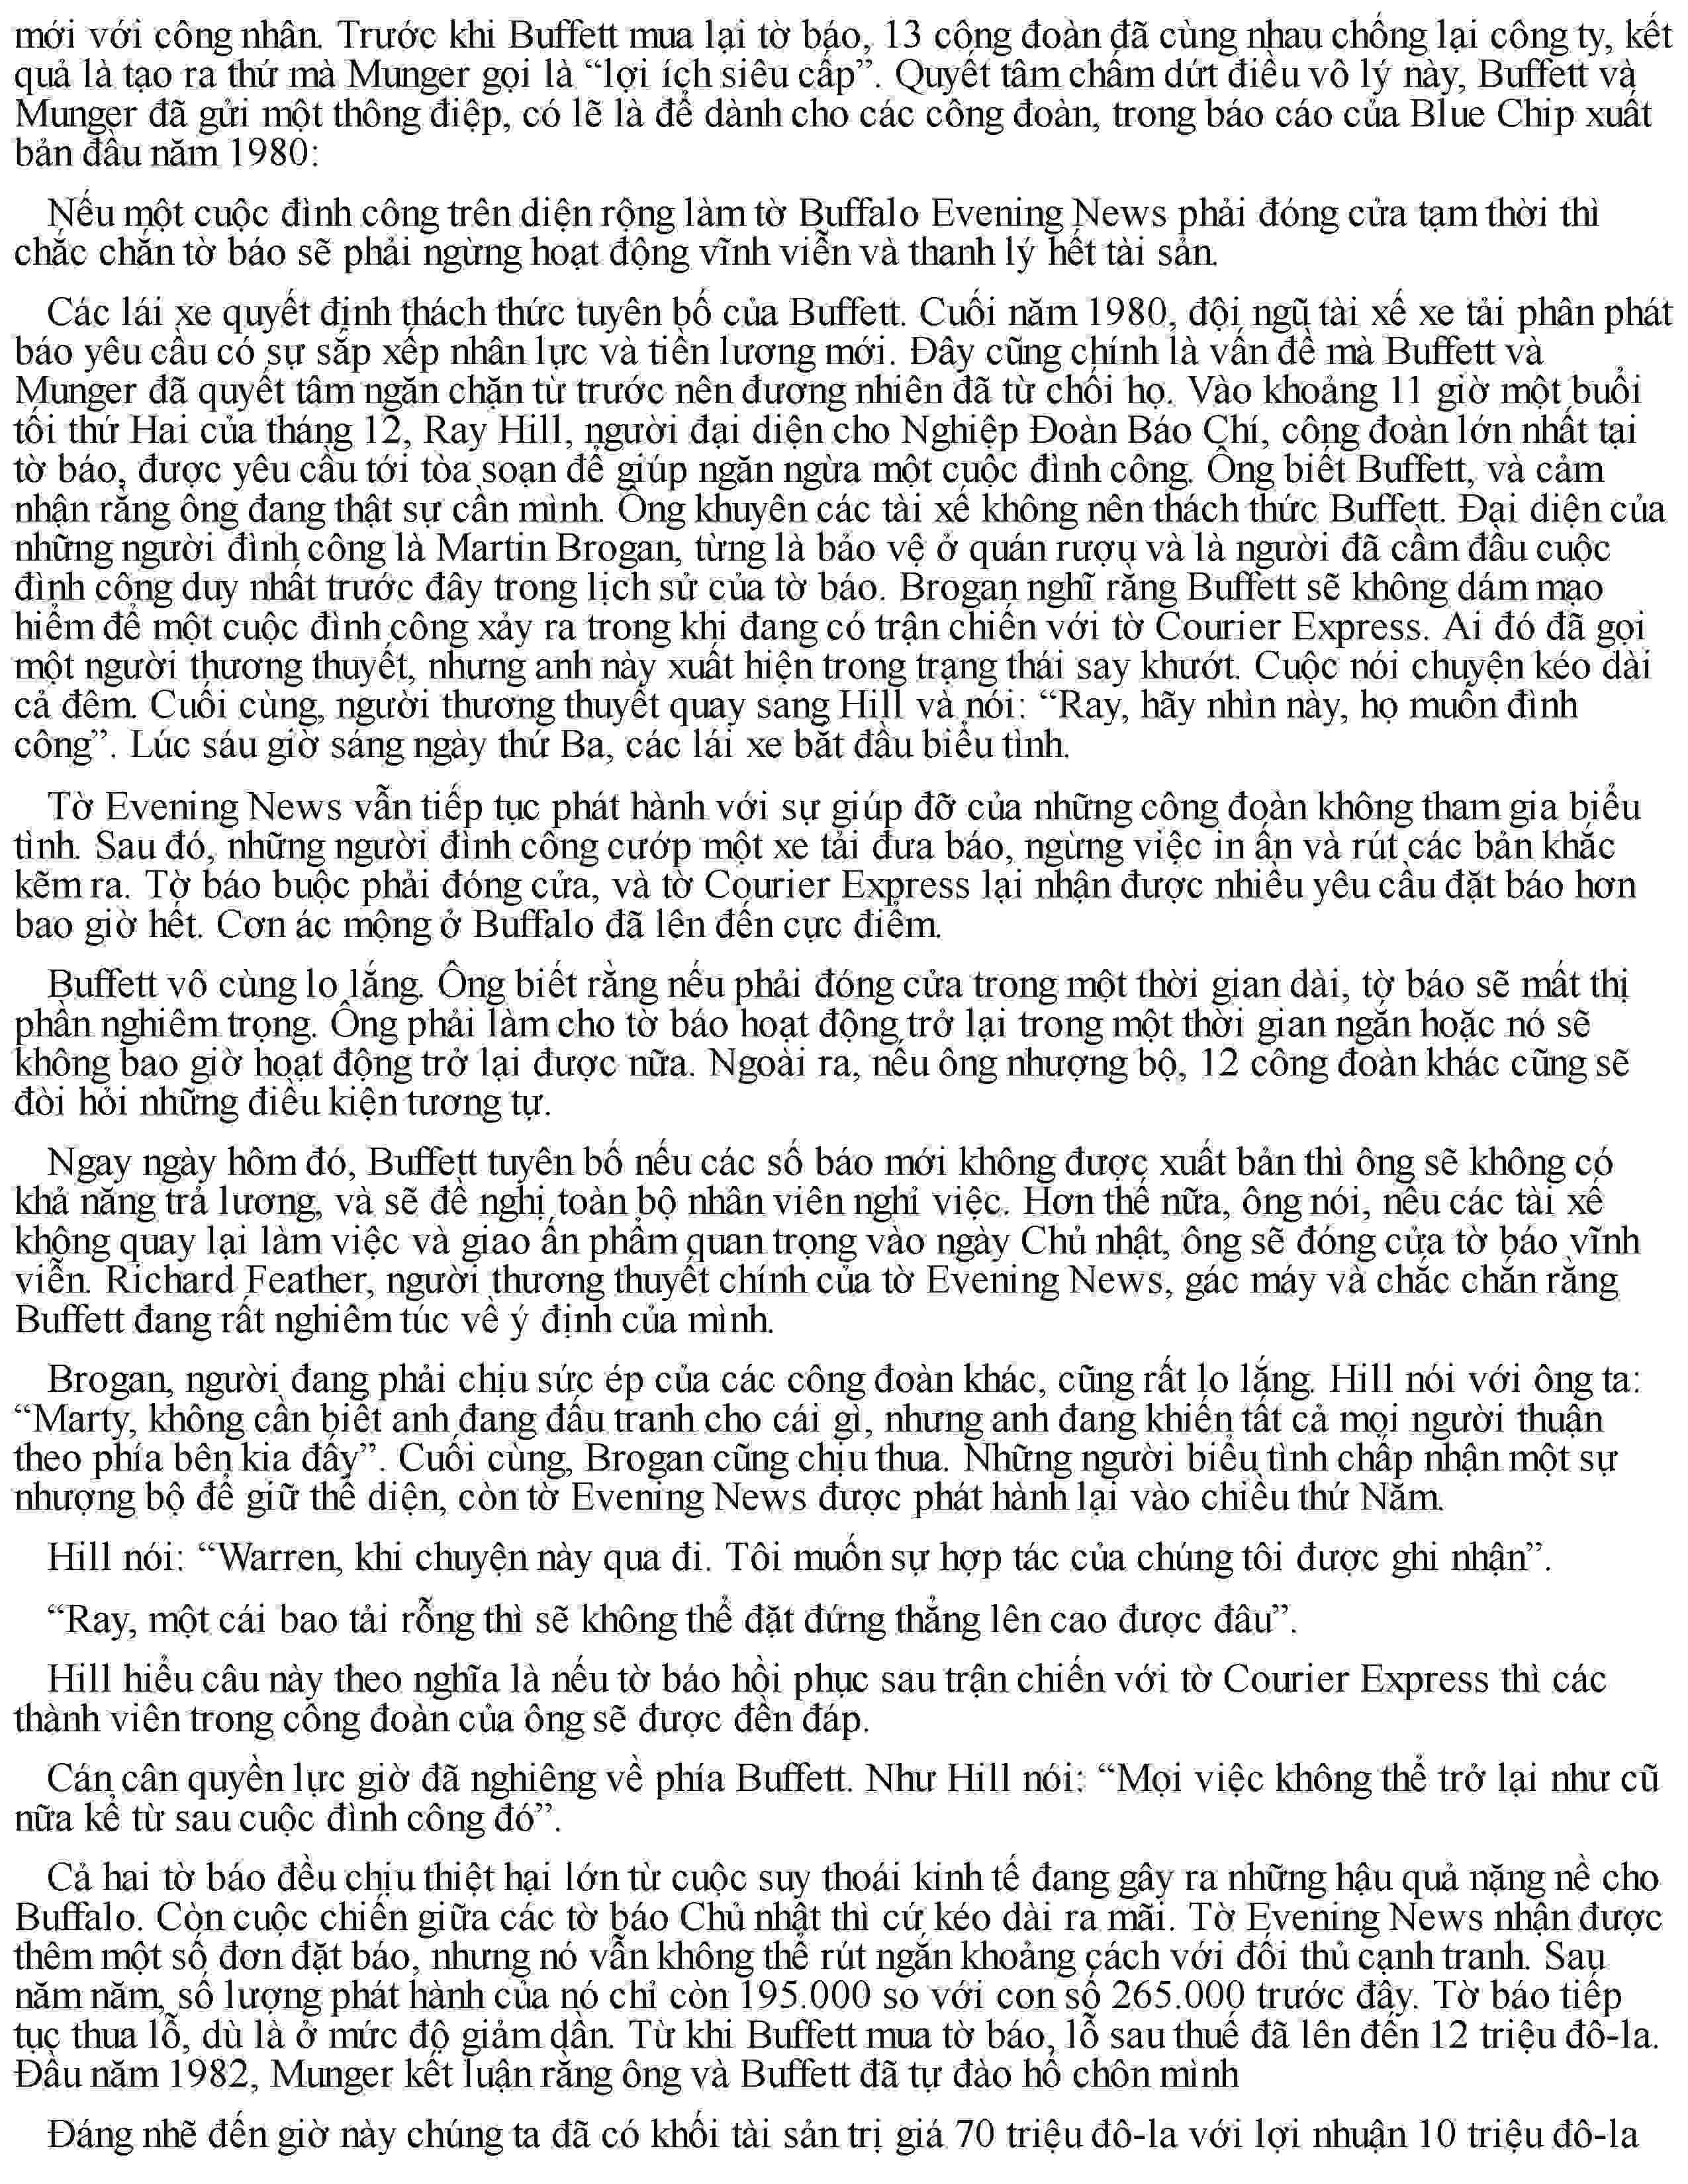 mới với công nhân. Trước khi Buffett mua lại tờ báo, 13 công đoàn đã cùng nhau chống lại công ty, kết
quả là tạo ra thứ mà Munger gọi là “lợi ích siêu cấp”. Quyết tâm chấm dứt điều vô lý này, Buffett và
Munger đã gửi một thông điệp, có lẽ là để dành cho các công đoàn, trong báo cáo của Blue Chip xuất
bản đầu năm 1980:
Nếu một cuộc đình công trên diện rộng làm tờ Buffalo Evening News phải đóng cửa tạm thời thì
chắc chắn tờ báo sẽ phải ngừng hoạt động vĩnh viễn và thanh lý hết tài sản.
Các lái xe quyết định thách thức tuyên bố của Buffett. Cuối năm 1980, đội ngũ tài xế xe tải phân phát
báo yêu cầu có sự sắp xếp nhân lực và tiền lương mới. Đây cũng chính là vấn đề mà Buffett và
Munger đã quyết tâm ngăn chặn từ trước nên đương nhiên đã từ chối họ. Vào khoảng 11 giờ một buổi
tối thứ Hai của tháng 12, Ray Hill, người đại diện cho Nghiệp Đoàn Báo Chí, công đoàn lớn nhất tại
tờ báo, được yêu cầu tới tòa soạn để giúp ngăn ngừa một cuộc đình công. Ông biết Buffett, và cảm
nhận rằng ông đang thật sự cần mình. Ông khuyên các tài xế không nên thách thức Buffett. Đại diện của
những người đình công là Martin Brogan, từng là bảo vệ ở quán rượu và là người đã cầm đầu cuộc
đình công duy nhất trước đây trong lịch sử của tờ báo. Brogan nghĩ rằng Buffett sẽ không dám mạo
hiểm để một cuộc đình công xảy ra trong khi đang có trận chiến với tờ Courier Express. Ai đó đã gọi
một người thương thuyết, nhưng anh này xuất hiện trong trạng thái say khướt. Cuộc nói chuyện kéo dài
cả đêm. Cuối cùng, người thương thuyết quay sang Hill và nói: “Ray, hãy nhìn này, họ muốn đình
công”. Lúc sáu giờ sáng ngày thứ Ba, các lái xe bắt đầu biểu tình.
Tờ Evening News vẫn tiếp tục phát hành với sự giúp đỡ của những công đoàn không tham gia biểu
tình. Sau đó, những người đình công cướp một xe tải đưa báo, ngừng việc in ấn và rút các bản khắc
kẽm ra. Tờ báo buộc phải đóng cửa, và tờ Courier Express lại nhận được nhiều yêu cầu đặt báo hơn
bao giờ hết. Cơn ác mộng ở Buffalo đã lên đến cực điểm.
Buffett vô cùng lo lắng. Ông biết rằng nếu phải đóng cửa trong một thời gian dài, tờ báo sẽ mất thị
phần nghiêm trọng. Ông phải làm cho tờ báo hoạt động trở lại trong một thời gian ngắn hoặc nó sẽ
không bao giờ hoạt động trở lại được nữa. Ngoài ra, nếu ông nhượng bộ, 12 công đoàn khác cũng sẽ
đòi hỏi những điều kiện tương tự.
Ngay ngày hôm đó, Buffett tuyên bố nếu các số báo mới không được xuất bản thì ông sẽ không có
khả năng trả lương, và sẽ đề nghị toàn bộ nhân viên nghỉ việc. Hơn thế nữa, ông nói, nếu các tài xế
không quay lại làm việc và giao ấn phẩm quan trọng vào ngày Chủ nhật, ông sẽ đóng cửa tờ báo vĩnh
viễn. Richard Feather, người thương thuyết chính của tờ Evening News, gác máy và chắc chắn rằng
Buffett đang rất nghiêm túc về ý định của mình.
Brogan, người đang phải chịu sức ép của các công đoàn khác, cũng rất lo lắng. Hill nói với ông ta:
“Marty, không cần biết anh đang đấu tranh cho cái gì, nhưng anh đang khiến tất cả mọi người thuận
theo phía bên kia đấy”. Cuối cùng, Brogan cũng chịu thua. Những người biểu tình chấp nhận một sự
nhượng bộ để giữ thể diện, còn tờ Evening News được phát hành lại vào chiều thứ Năm.
Hill nói: “Warren, khi chuyện này qua đi. Tôi muốn sự hợp tác của chúng tôi được ghi nhận”.
“Ray, một cái bao tải rỗng thì sẽ không thể đặt đứng thẳng lên cao được đâu”.
Hill hiểu câu này theo nghĩa là nếu tờ báo hồi phục sau trận chiến với tờ Courier Express thì các
thành viên trong công đoàn của ông sẽ được đền đáp.
Cán cân quyền lực giờ đã nghiêng về phía Buffett. Như Hill nói: “Mọi việc không thể trở lại như cũ
nữa kể từ sau cuộc đình công đó”.
Cả hai tờ báo đều chịu thiệt hại lớn từ cuộc suy thoái kinh tế đang gây ra những hậu quả nặng nề cho
Buffalo. Còn cuộc chiến giữa các tờ báo Chủ nhật thì cứ kéo dài ra mãi. Tờ Evening News nhận được
thêm một số đơn đặt báo, nhưng nó vẫn không thể rút ngắn khoảng cách với đối thủ cạnh tranh. Sau
năm năm, số lượng phát hành của nó chỉ còn 195.000 so với con số 265.000 trước đây. Tờ báo tiếp
tục thua lỗ, dù là ở mức độ giảm dần. Từ khi Buffett mua tờ báo, lỗ sau thuế đã lên đến 12 triệu đô-la.
Đầu năm 1982, Munger kết luận rằng ông và Buffett đã tự đào hố chôn mình
Đáng nhẽ đến giờ này chúng ta đã có khối tài sản trị giá 70 triệu đô-la với lợi nhuận 10 triệu đô-la